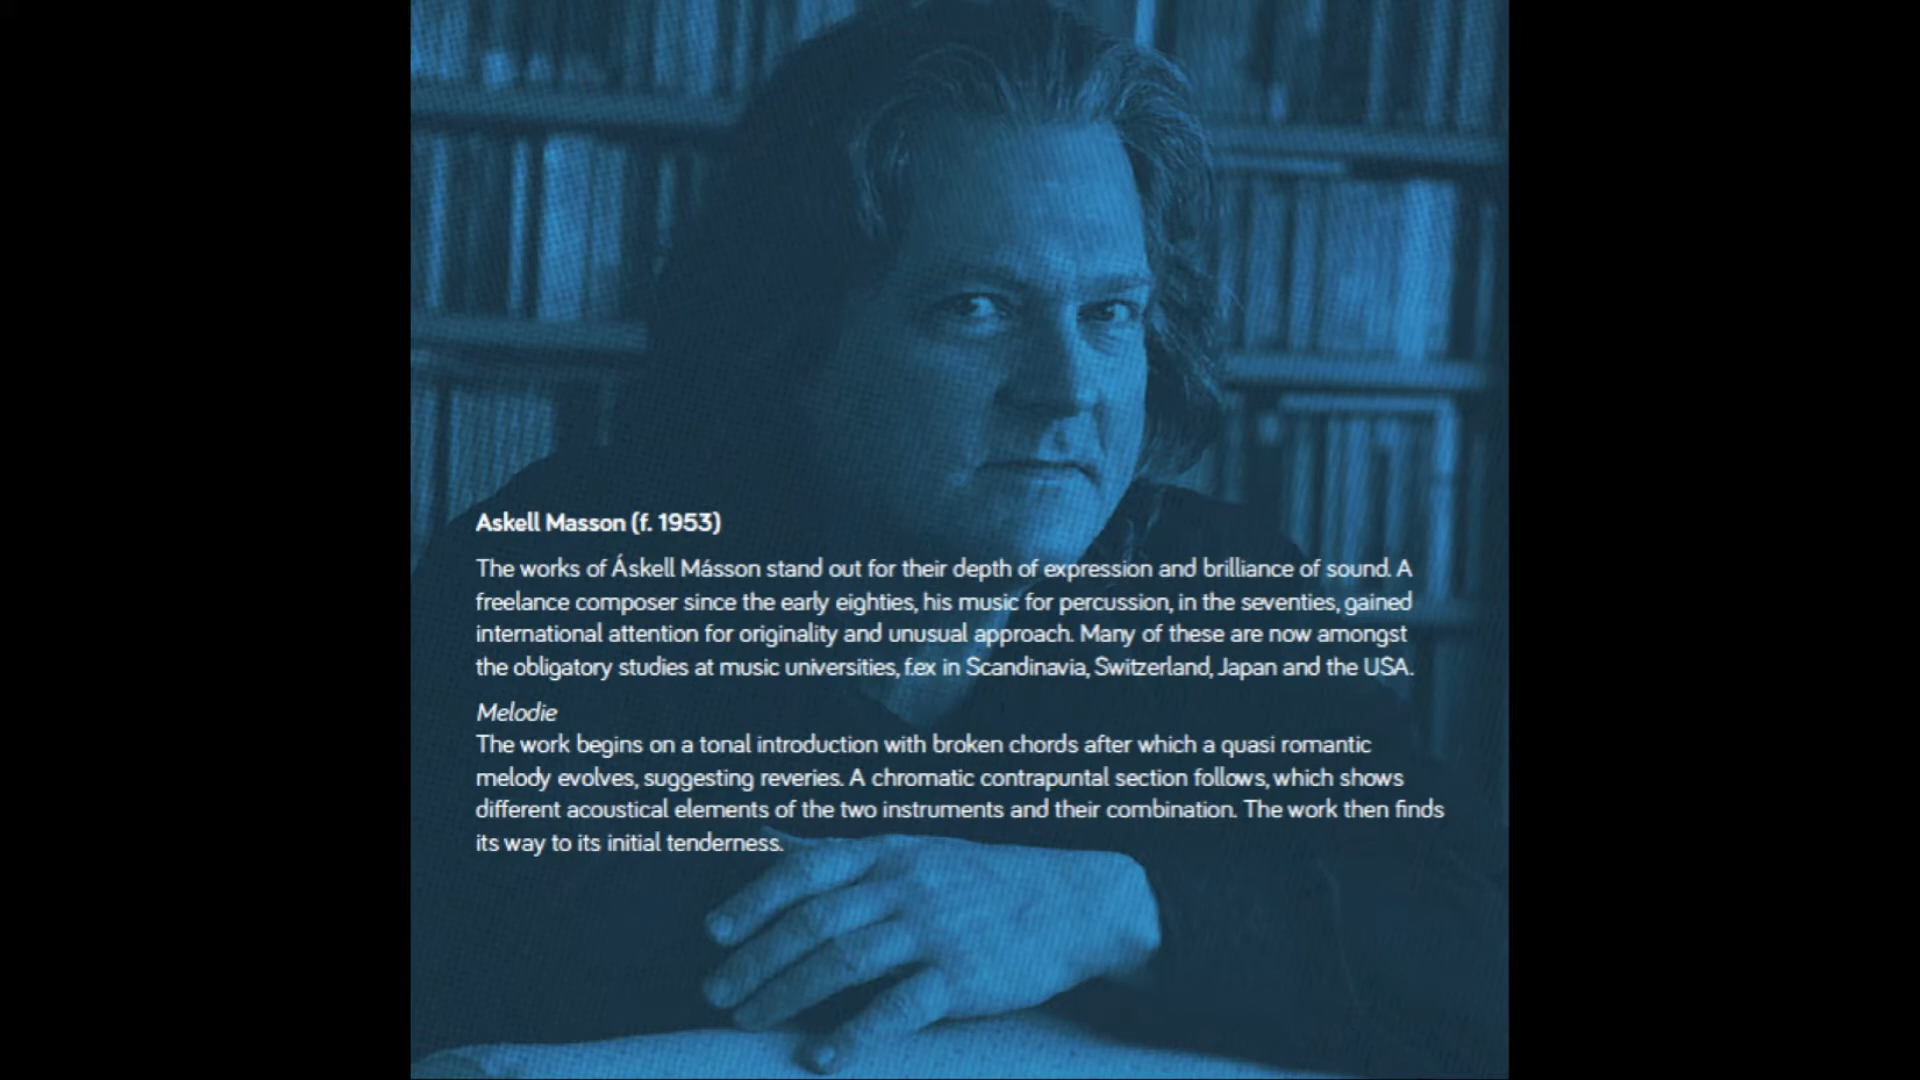 Askell Masson (f. 1953)
The works of Áskell Másson stand out for their depth of expression and brilliance of sound. A
freelance composer since the early eighties, his music for percussion, in the seventies, gained
international attention for originality and unusual approach. Many of these are now amongst
the obligatory studies at music universities, f.ex in Scandinavia, Switzerland, Japan and the USA.
Melodie
The work begins on a tonal introduction with broken chords after which a quasi romantic
melody evolves, suggesting reveries. A chromatic contrapuntal section follows, which shows
different acoustical elements of the two instruments and their combination. The work then finds
its way to its initial tenderness.